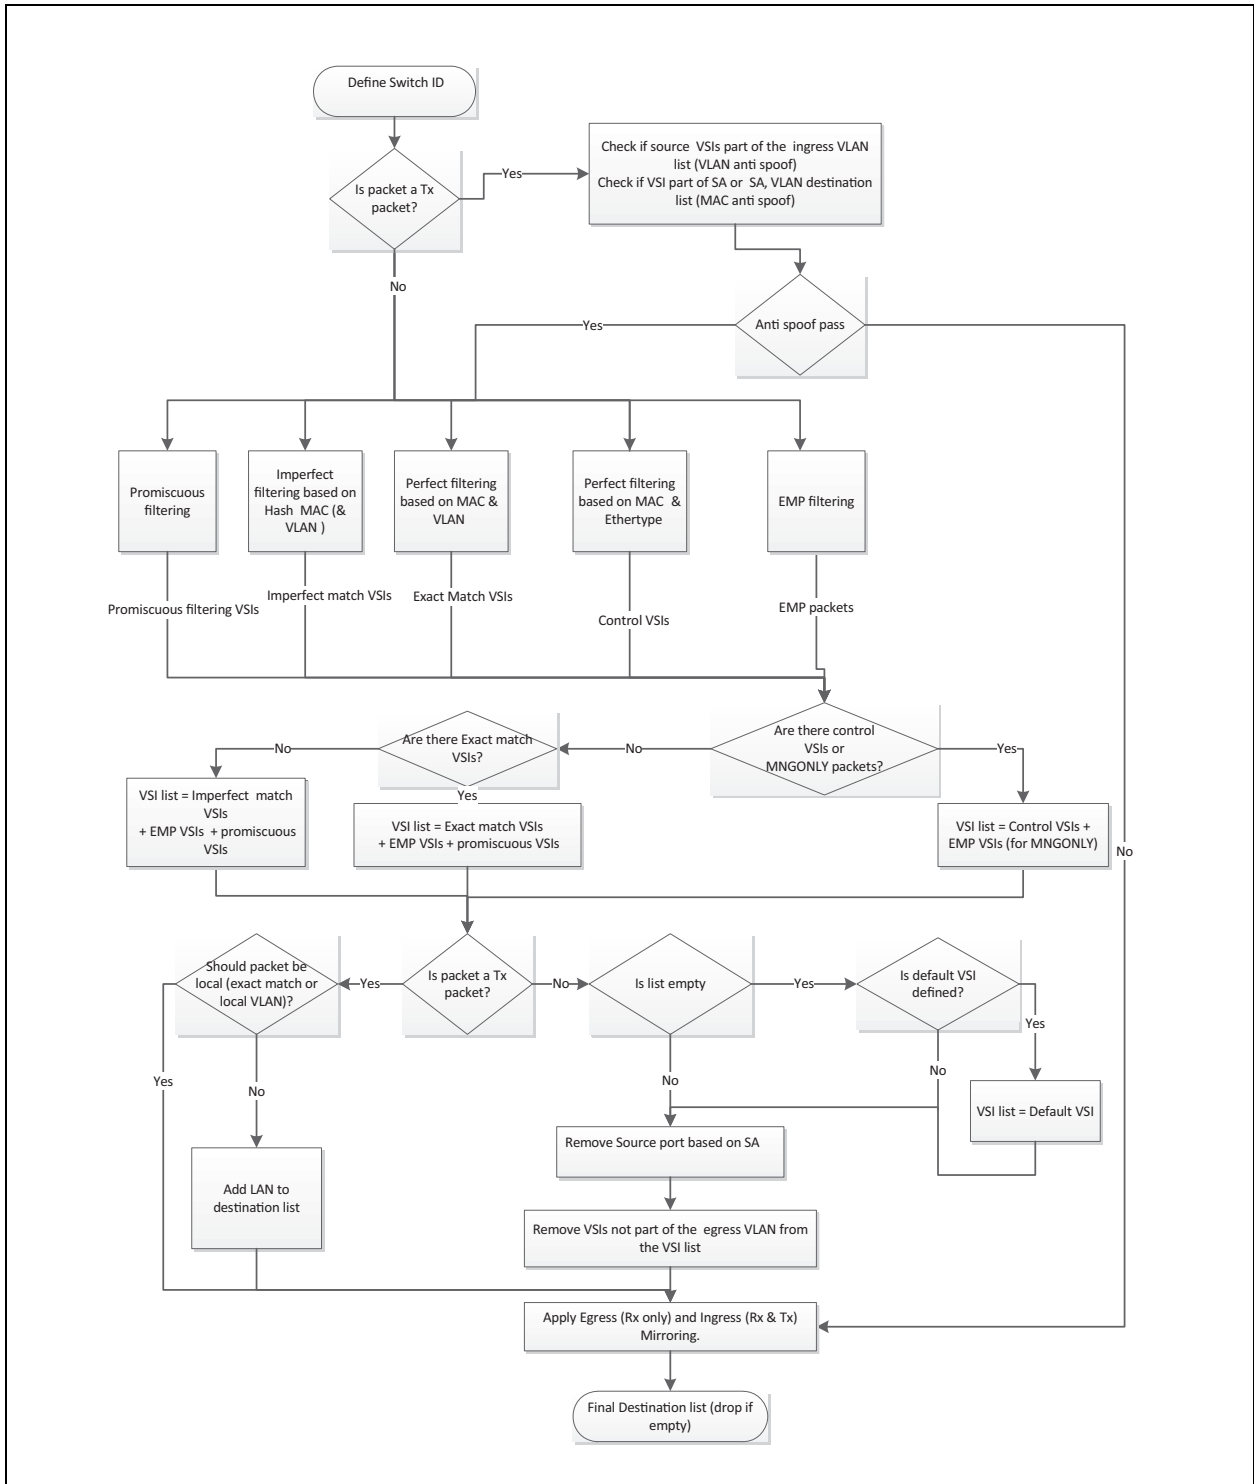 Define Switch ID
Is packet a Tx
packet?
Yes
Check if source VSIs part of the ingress VLAN
list (VLAN anti spoof)
Check if VSI part of SA or SA, VLAN destination
list (MAC anti spoof)
No
Anti spoof pass
Yes
Promiscuous
filtering
Imperfect
filtering based on
Hash MAC (&
VLAN )
Perfect filtering
based on MAC &
VLAN
Perfect filtering
based on MAC &
Ethertype
EMP filtering
Promiscuous filtering VSIs
Imperfect match VSIs
Exact Match VSIs
Control VSIs
EMP packets
Are there control
VSIs or
MNGONLY packets?
No
Yes
Are there Exact match
VSIs?
No
Yes
VSI list = Imperfect match
VSIs
+ EMP VSIs + promiscuous
VSIs
VSI list = Exact match VSIs
+ EMP VSIs + promiscuous VSIs
VSI list = Control VSIs +
EMP VSIs (for MNGONLY)
No
Should packet be
local (exact match or
local VLAN)?
Yes
Is packet a Tx
packet?
No
Is list empty
Yes
Is default VSI
defined?
Yes
Yes
No
No
No
VSI list = Default VSI
Remove Source port based on SA
Add LAN to
destination list
Remove VSIs not part of the egress VLAN from
the VSI list
Apply Egress (Rx only) and Ingress (Rx & Tx)
Mirroring.
Final Destination list (drop if
empty)